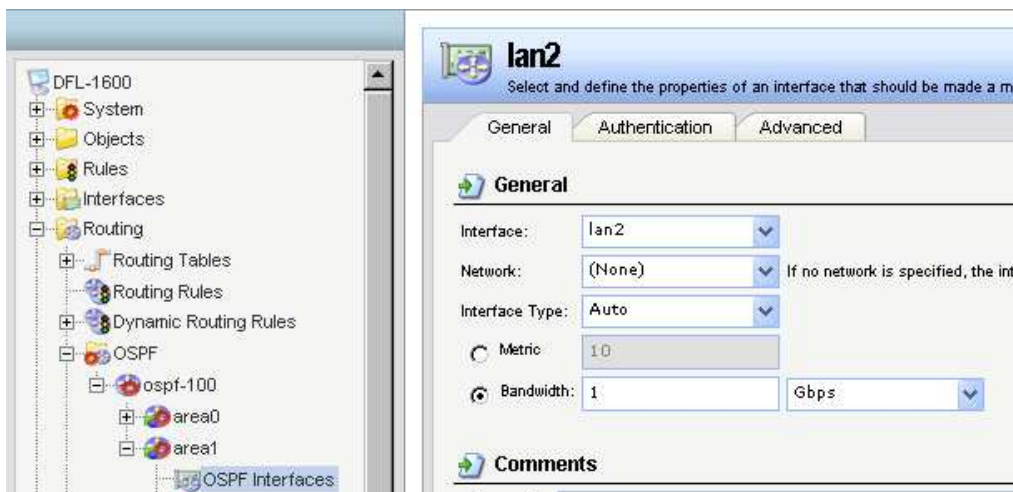 DFL-1600
System
Objects
Rules
Interfaces
Routing
Routing Tables
Routing Rules
Dynamic Routing Rules
OSPF
ospf-100
area0
area1
OSPF Interfaces
lan2
Select and define the properties of an interface that should be made a m
General Authentication Advanced
General
Interface: lan2
Network: (None) If no network is specified, the int
Interface Type: Auto
Metric 10
Bandwidth: 1 Gbps
Comments